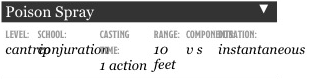 Poison Spray ▼
LEVEL: SCHOOL: CASTING TIME: RANGE: COMPONENTS: DURATION:
cantrip conjuration 1 action 10 feet v s instantaneous